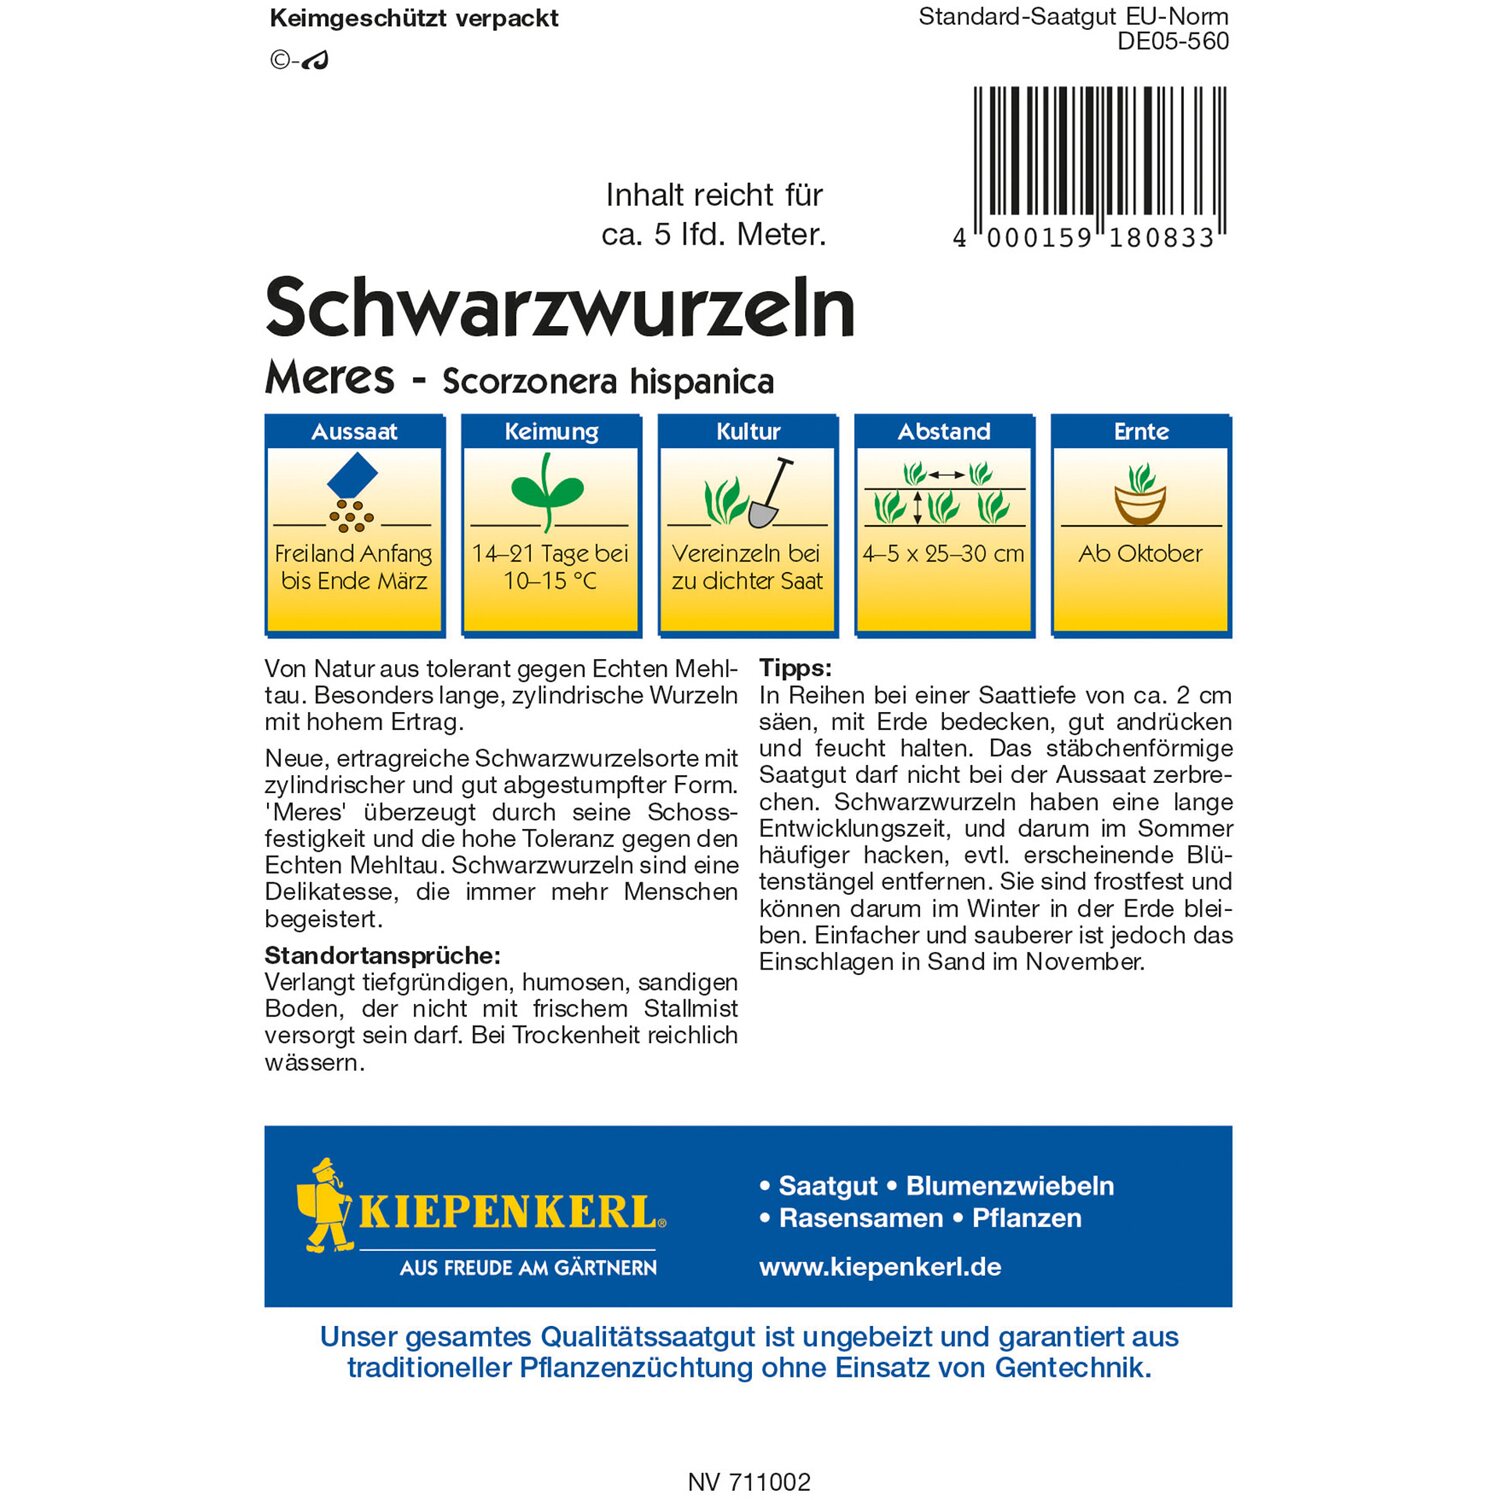 Keimgeschützt verpackt
©-
Standard-Saatgut EU-Norm
DE05-560
4 000159 180833
Inhalt reicht für
ca. 5 lfd. Meter.
Schwarzwurzeln
Meres - Scorzonera hispanica
Aussaat
Freiland Anfang
bis Ende März
Keimung
14–21 Tage bei
10–15 °C
Kultur
Vereinzeln bei
zu dichter Saat
Abstand
4–5 x 25–30 cm
Ernte
Ab Oktober
Von Natur aus tolerant gegen Echten Mehl-
tau. Besonders lange, zylindrische Wurzeln
mit hohem Ertrag.
Neue, ertragreiche Schwarzwurzelsorte mit
zylindrischer und gut abgestumpfter Form.
'Meres' überzeugt durch seine Schoss-
festigkeit und die hohe Toleranz gegen den
Echten Mehltau. Schwarzwurzeln sind eine
Delikatesse, die immer mehr Menschen
begeistert.
Standortansprüche:
Verlangt tiefgründigen, humosen, sandigen
Boden, der nicht mit frischem Stallmist
versorgt sein darf. Bei Trockenheit reichlich
wässern.
Tipps:
In Reihen bei einer Saattiefe von ca. 2 cm
säen, mit Erde bedecken, gut andrücken
und feucht halten. Das stäbchenförmige
Saatgut darf nicht bei der Aussaat zerbre-
chen. Schwarzwurzeln haben eine lange
Entwicklungszeit, und darum im Sommer
häufiger hacken, evtl. erscheinende Blü-
tenstängel entfernen. Sie sind frostfest und
können darum im Winter in der Erde blei-
ben. Einfacher und sauberer ist jedoch das
Einschlagen in Sand im November.
KIEPENKERL®
AUS FREUDE AM GÄRTNERN
• Saatgut • Blumenzwiebeln
• Rasensamen • Pflanzen
www.kiepenkerl.de
Unser gesamtes Qualitätssaatgut ist ungebeizt und garantiert aus
traditioneller Pflanzenzüchtung ohne Einsatz von Gentechnik.
NV 711002